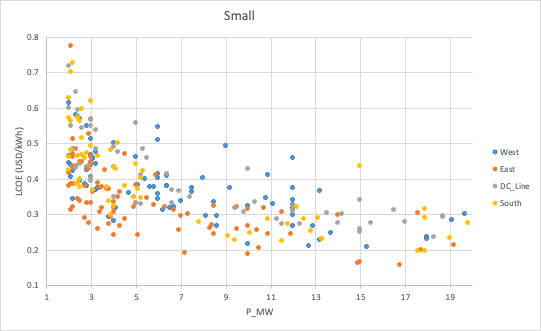 Small
LCOE (USD/kWh)
0.8
0.7
0.6
0.5
0.4
0.3
0.2
0.1
1 3 5 7 9 11 13 15 17 19
P_MW
West
East
DC_Line
South